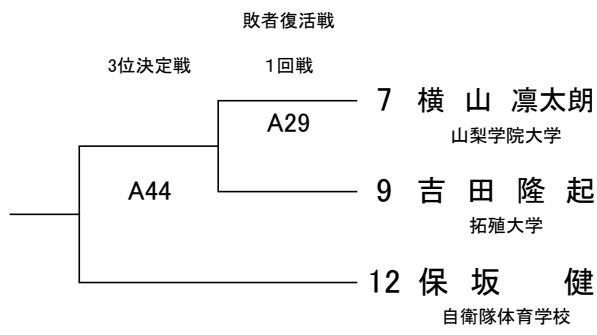 敗者復活戦
3位決定戦 1回戦
7 横 山 凛太朗
A29
山梨学院大学
A44
9 吉 田 隆 起
拓殖大学
12 保 坂 健
自衛隊体育学校